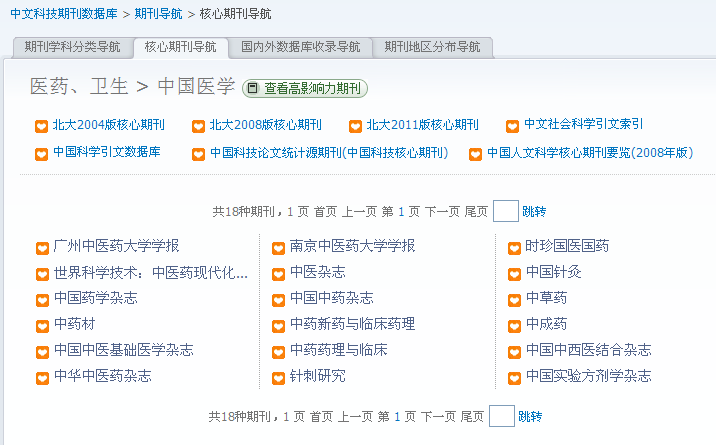 中文科技期刊数据库 > 期刊导航 > 核心期刊导航
期刊学科分类导航 核心期刊导航 国内外数据库收录导航 期刊地区分布导航
医药、卫生 > 中国医学 查看高影响力期刊
北大2004版核心期刊 北大2008版核心期刊 北大2011版核心期刊 中文社会科学引文索引
中国科学引文数据库 中国科技论文统计源期刊(中国科技核心期刊) 中国人文科学核心期刊要览(2008年版)
共18种期刊，1 页 首页 上一页 第 1 页 下一页 尾页 跳转
广州中医药大学学报 南京中医药大学学报 时珍国医国药
世界科学技术：中医药现代化... 中医杂志 中国针灸
中国药学杂志 中国中药杂志 中草药
中药材 中药新药与临床药理 中成药
中国中医基础医学杂志 中药药理与临床 中国中西医结合杂志
中华中医药杂志 针刺研究 中国实验方剂学杂志
共18种期刊，1 页 首页 上一页 第 1 页 下一页 尾页 跳转